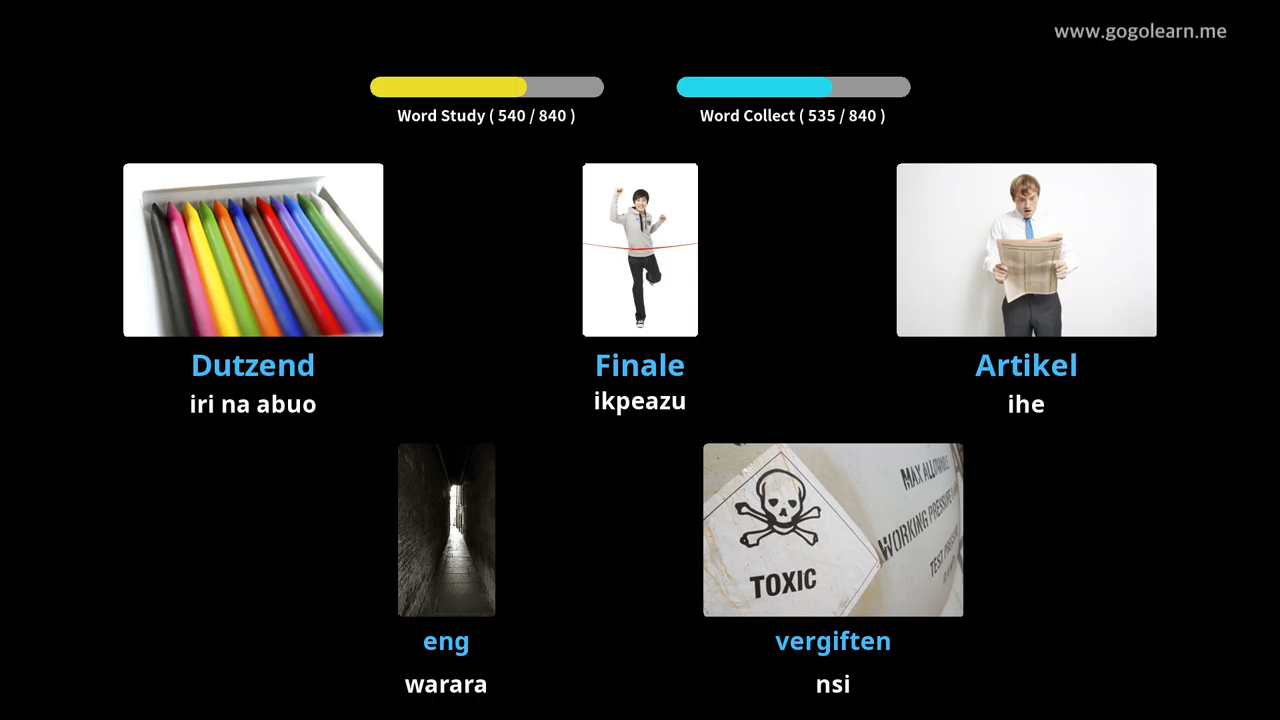 www.gogolearn.me
Word Study ( 540 / 840 )
Word Collect ( 535 / 840 )
Dutzend
iri na abuo
Finale
ikpeazu
Artikel
ihe
TOXIC
MAX ALLOWABLE
WORKING PRESSURE
TEST PRESSURE
eng
warara
vergiften
nsi